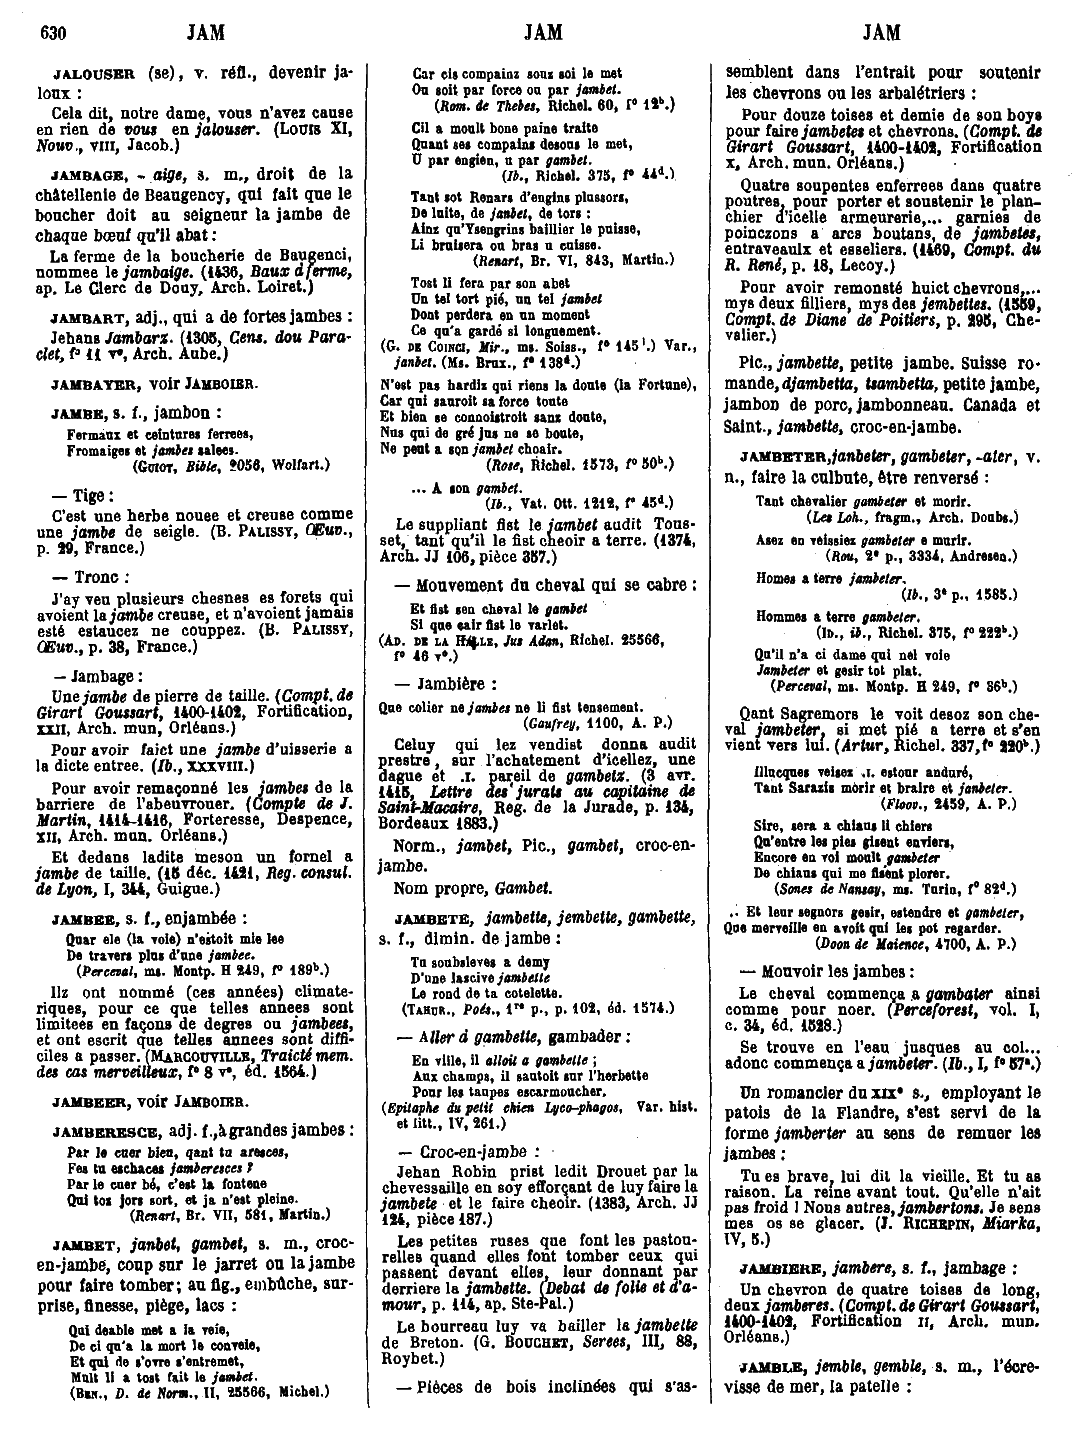 630 JAM JAM JAM
JALOUSER (se), v. réfl., devenir ja-
loux :
Cela dit, notre dame, vous n'avez cause
en rien de vous en jalouser. (LOUIS XI,
Nouv., VIII, Jacob.)
JAMBAGE, - aige, s. m., droit de la
châtellenie de Beaugency, qui fait que le
boucher doit au seigneur la jambe de
chaque bœuf qu'il abat :
La ferme de la boucherie de Baugenci,
nommee le jambaige. (1436, Baux à ferme,
ap. Le Clerc de Douy, Arch. Loiret.)
JAMBART, adj., qui a de fortes jambes :
Jehans Jambarz. (1305, Cens. dou Para-
clet, f° 11 v°, Arch. Aube.)
JAMBAYER, voir JAMBOIER.
JAMBE, s. f., jambon :
Fermaux et ceintures ferrees,
Fromaiges et jambes salees.
(GUIOT, Bible, 2056, Wolfart.)
— Tige :
C'est une herbe nouee et creuse comme
une jambe de seigle. (B. PALISSY, Œuv.,
p. 29, France.)
— Tronc :
J'ay veu plusieurs chesnes es forets qui
avoient la jambe creuse, et n'avoient jamais
esté estaucez ne couppez. (B. PALISSY,
Œuv., p. 38, France.)
— Jambage :
Une jambe de pierre de taille. (Compt. de
Girart Goussart, 1400-1402, Fortification,
XXII, Arch. mun, Orléans.)
Pour avoir faict une jambe d'uisserie a
la dicte entree. (Ib., XXXVIII.)
Pour avoir remaçonné les jambes de la
barriere de l'abeuvrouer. (Compte de J.
Martin, 1414-1416, Forteresse, Despence,
XII, Arch. mun. Orléans.)
Et dedans ladite meson un fornel a
jambe de taille. (15 déc. 1421, Reg. consul.
de Lyon, I, 344, Guigue.)
JAMBEE, s. f., enjambée :
Quar ele (la voie) n'estoit mie lee
De travers plus d'une jambee.
(Perceval, ms. Montp. H 249, f° 189b.)
Ilz ont nommé (ces années) climate-
riques, pour ce que telles annees sont
limitees en façons de degres ou jambees,
et ont escrit que telles annees sont diffi-
ciles a passer. (MARCOUVILLE, Traicté mem.
des cas merveilleux, f° 8 v°, éd. 1564.)
JAMBEER, voir JAMBOIER.
JAMBERESCE, adj. f., à grandes jambes :
Par le cuer bien, qant tu aresces,
Fes tu eschaces jamberesces ?
Par le cuer bé, c'est la fontene
Qui tos jors sort, et ja n'est pleine.
(Renart, Br. VII, 581, Martin.)
JAMBET, janbet, gambet, s. m., croc-
en-jambe, coup sur le jarret ou la jambe
pour faire tomber; au fig., embûche, sur-
prise, finesse, piège, lacs :
Qui deable met a la voie,
De ci qu'a la mort le convoie,
Et qui de s'ovre s'entremet,
Mult li a tost fait le jambet.
(BEN., D. de Norm., II, 25566, Michel.)
Car cis compainz souz soi le met
Ou soit par force ou par jambet.
(Rom. de Thebes, Richel. 60, f° 12b.)
Cil a moult bone paine traite
Quant ses compains desous le met,
U par engien, u par gambet.
(Ib., Richel. 375, f° 44d.)
Tant sot Renars d'engins plusors,
De luite, de janbet, de tors :
Ainz qu'Ysengrins baillier le puisse,
Li bruisera ou bras u cuisse.
(Renart, Br. VI, 843, Martin.)
Tost li fera par son abet
Un tel tort pié, un tel jambet
Dont perdera en un moment
Ce qu'a gardé si longuement.
(G. DE COINCI, Mir., ms. Soiss., f° 145¹.) Var.,
janbet. (Ms. Brux., f° 138d.)
N'est pas hardiz qui riens la doute (la Fortune),
Car qui sauroit sa force toute
Et bien se connoistroit sanz doute,
Nus qui de gré jus ne se boute,
Ne peut a son jambet choair.
(Rose, Richel. 1573, f° 50b.)
... A son gambet.
(Ib., Vat. Ott. 1212, f° 45d.)
Le suppliant fist le jambet audit Tous-
set, tant qu'il le fist cheoir a terre. (1374,
Arch. JJ 106, pièce 357.)
— Mouvement du cheval qui se cabre :
Et fist sen cheval le gambet
Si que cair fist le varlet.
(AD. DE LA HALLE, Jus Adan, Richel. 25566,
f° 46 v°.)
— Jambière :
Que colier ne jambes ne li fist tensement.
(Gaufrey, 1100, A. P.)
Celuy qui lez vendist donna audit
prestre, sur l'achatement d'icellez, une
dague et .I. pareil de gambetz. (3 avr.
1415, Lettre des jurats au capitaine de
Saint-Macaire, Reg. de la Jurade, p. 134,
Bordeaux 1883.)
Norm., jambet, Pic., gambet, croc-en-
jambe.
Nom propre, Gambet.
JAMBETE, jambette, jembette, gambette,
s. f., dimin. de jambe :
Tu soubsleves a demy
D'une lascive jambette
Le rond de ta cotelette.
(TAHUR., Poés., 1re p., p. 102, éd. 1574.)
— Aller à gambette, gambader :
En ville, il alloit a gambette ;
Aux champs, il sautoit sur l'herbette
Pour les taupes escarmoucher.
(Epitaphe du petit chien Lyco-phagos, Var. hist.
et litt., IV, 261.)
— Croc-en-jambe :
Jehan Robin prist ledit Drouet par la
chevessaille en soy efforçant de luy faire la
jambete et le faire cheoir. (1383, Arch. JJ
124, pièce 187.)
Les petites ruses que font les pastou-
relles quand elles font tomber ceux qui
passent devant elles, leur donnant par
derriere la jambette. (Debat de folie et d'a-
mour, p. 114, ap. Ste-Pal.)
Le bourreau luy va bailler la jambette
de Breton. (G. BOUCHET, Serees, III, 88,
Roybet.)
— Pièces de bois inclinées qui s'as-
semblent dans l'entrait pour soutenir
les chevrons ou les arbalétriers :
Pour douze toises et demie de son boys
pour faire jambetes et chevrons. (Compt. de
Girart Goussart, 1400-1402, Fortification
X, Arch. mun. Orléans.)
Quatre soupentes enferrees dans quatre
poutres, pour porter et soustenir le plan-
chier d'icelle armeurerie,... garnies de
poinczons a arcs boutans, de jambetes,
entraveaulx et esseliers. (1469, Compt. du
R. René, p. 18, Lecoy.)
Pour avoir remonsté huict chevrons,...
mys deux filliers, mys des jembettes. (1559,
Compt. de Diane de Poitiers, p. 295, Che-
valier.)
Pic., jambette, petite jambe. Suisse ro-
mande, djambetta, tsambetta, petite jambe,
jambon de porc, jambonneau. Canada et
Saint., jambette, croc-en-jambe.
JAMBETER, janbeter, gambeter, -ater, v.
n., faire la culbute, être renversé :
Tant chevalier gambeter et morir.
(Les Loh., fragm., Arch. Doubs.)
Asez en veissiez gambeter e murir.
(Rou, 2e p., 3334, Andresen.)
Homes a terre jambeter.
(Ib., 3e p., 1585.)
Hommes a terre gambeter.
(ID., ib., Richel. 375, f° 222b.)
Qu'il n'a ci dame qui nel voie
Jambeter et gesir tot plat.
(Perceval, ms. Montp. H 249, f° 86b.)
Qant Sagremors le voit desoz son che-
val jambeter, si met pié a terre et s'en
vient vers lui. (Artur, Richel. 337, f° 220b.)
Illucques veisez .I. estour anduré,
Tant Sarazis morir et braire et janbeter.
(Floov., 2459, A. P.)
Sire, sera a chiaus li chiers
Qu'entre les pies gisent enviers,
Encore en voi moult gambeter
De chiaus qui me fisent plorer.
(Sones de Nansay, ms. Turin, f° 82d.)
.. Et leur segnors gesir, estendre et gambeter,
Que merveille en avoit qui les pot regarder.
(Doon de Maience, 4700, A. P.)
— Mouvoir les jambes :
Le cheval commença a gambater ainsi
comme pour noer. (Perceforest, vol. I,
c. 34, éd. 1528.)
Se trouve en l'eau jusques au col...
adonc commença a jambeter. (Ib., I, f° 57a.)
Un romancier du XIXe s., employant le
patois de la Flandre, s'est servi de la
forme jamberter au sens de remuer les
jambes :
Tu es brave, lui dit la vieille. Et tu as
raison. La reine avant tout. Qu'elle n'ait
pas froid ! Nous autres, jambertons. Je sens
mes os se glacer. (J. RICHEPIN, Miarka,
IV, 5.)
JAMBIERE, jambere, s. f., jambage :
Un chevron de quatre toises de long,
deux jamberes. (Compt. de Girart Goussart,
1400-1402, Fortification II, Arch. mun.
Orléans.)
JAMBLE, jemble, gemble, s. m., l'écre-
visse de mer, la patelle :